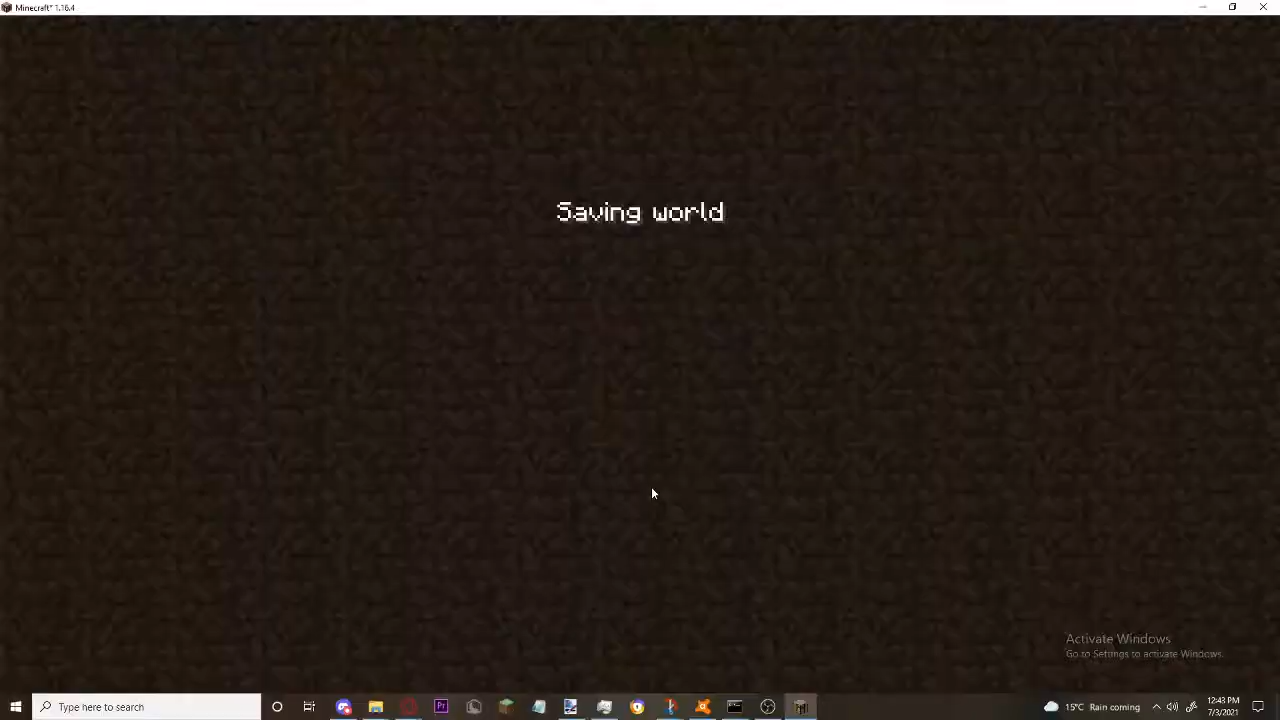 Minecraft* 1.16.4
Saving world
Activate Windows
Go to Settings to activate Windows.
Type here to search
Pr
15°C Rain coming
12:43 PM
7/3/2021